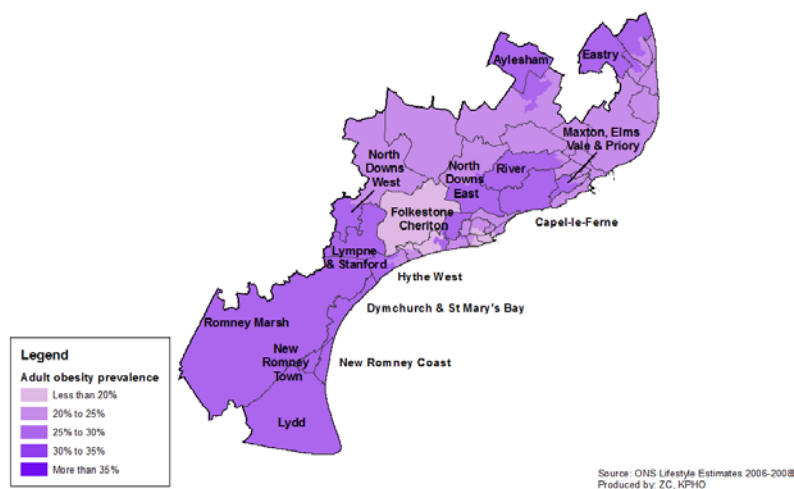 Aylesham
Eastry
Maxton, Elms
Vale & Priory
North
Downs
West
North
Downs
East
River
Folkestone
Cheriton
Capel-le-Ferne
Lympne
& Stanford
Hythe West
Dymchurch & St Mary's Bay
Romney Marsh
New
Romney
Town
New Romney Coast
Lydd
Legend
Adult obesity prevalence
Less than 20%
20% to 25%
25% to 30%
30% to 35%
More than 35%
Source: ONS Lifestyle Estimates 2006-2008
Produced by: ZC, KPHO